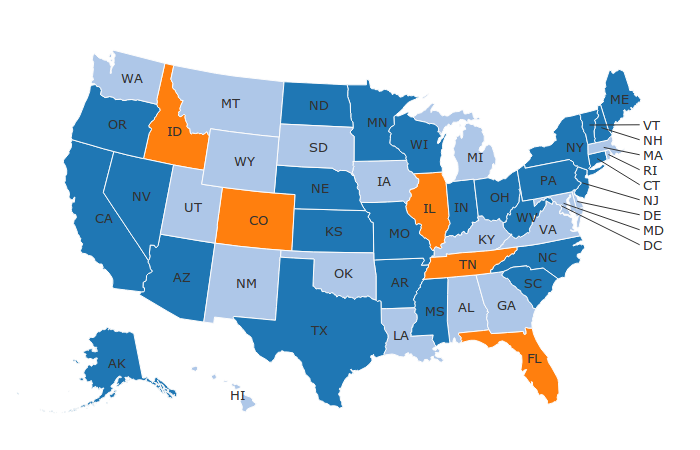 WA
MT
ND
MN
ME
OR
ID
SD
WI
MI
NY
VT
NH
MA
RI
CT
NJ
DE
MD
DC
WY
NE
IA
IL
IN
OH
PA
NV
UT
CO
KS
MO
KY
WV
VA
CA
AZ
NM
OK
AR
TN
NC
SC
TX
LA
MS
AL
GA
FL
AK
HI